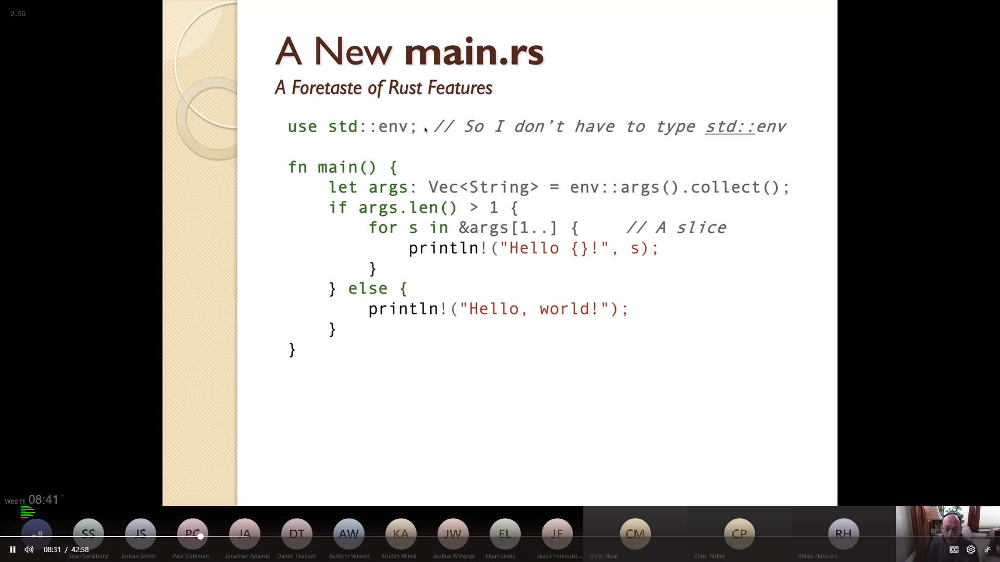 2.50
A New main.rs
A Foretaste of Rust Features
use std::env; // So I don’t have to type std::env
fn main() {
let args: Vec<String> = env::args().collect();
if args.len() > 1 {
for s in &args[1..] { // A slice
println!("Hello {}!", s);
}
} else {
println!("Hello, world!");
}
}
Wed 11 08:41
+8 SS JS PC JA DT AW KA JW EL JF CM CP RH
08:31 / 42:58 CC
Sean Sandberg Jordan Smith Paul Coleman Jonathan Adamic Daniel Thacker Ashlynn Wilson Kristen Allred Joshua Wihongi Elijah Lewis Jasen Fonnesbe... Chris Moat Chris Parker Rhees Hatchett